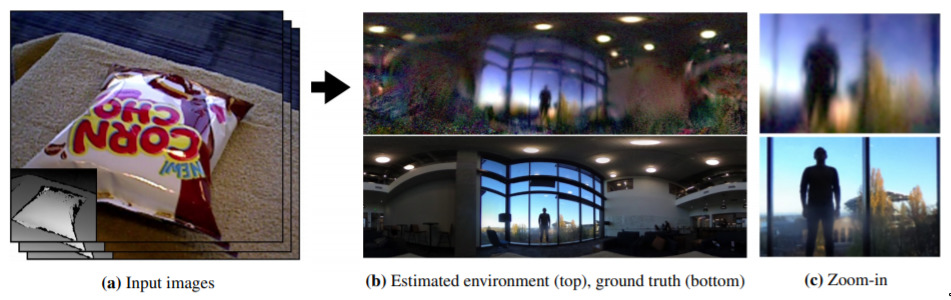 CORN
CHO
NEW!
(a) Input images
(b) Estimated environment (top), ground truth (bottom)
(c) Zoom-in